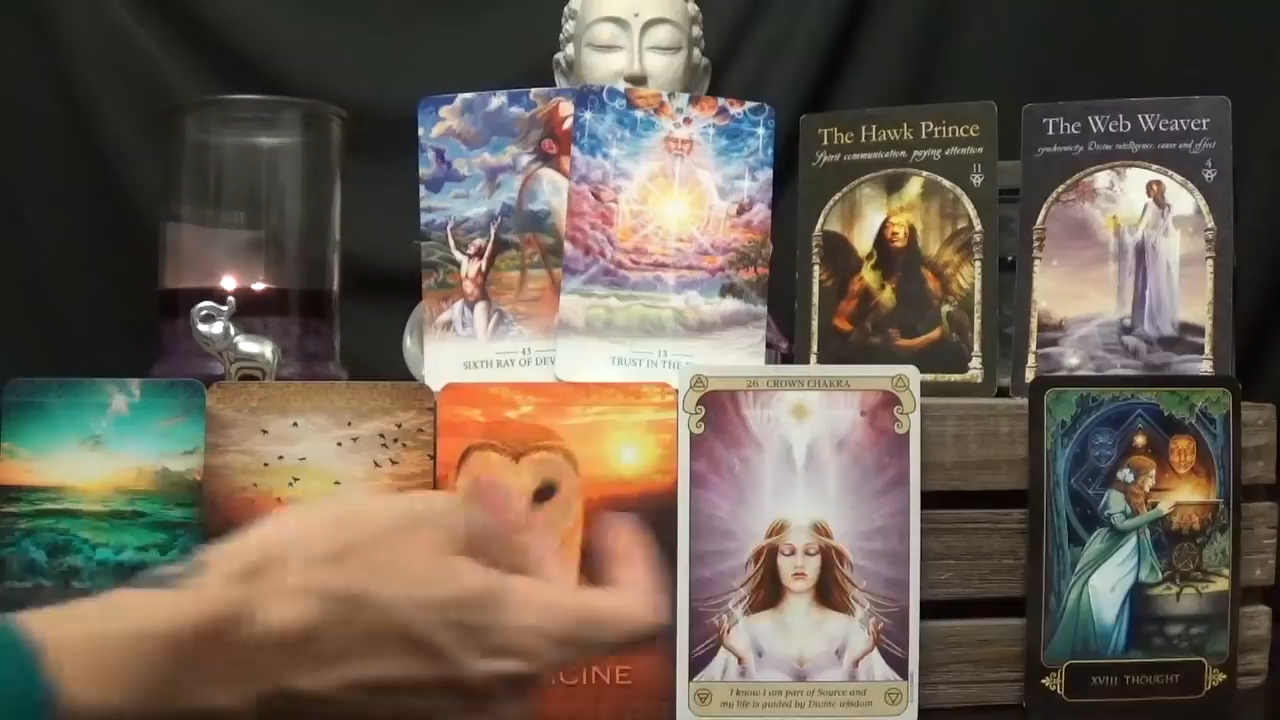 The Hawk Prince
Spirit communication, paying attention
11
The Web Weaver
synchronicity, Divine intelligence, cause and effect
4
43
SIXTH RAY OF DEV
13
TRUST IN THE
26 · CROWN CHAKRA
I know I am part of Source and
my life is guided by Divine wisdom
XVIII THOUGHT
ICINE